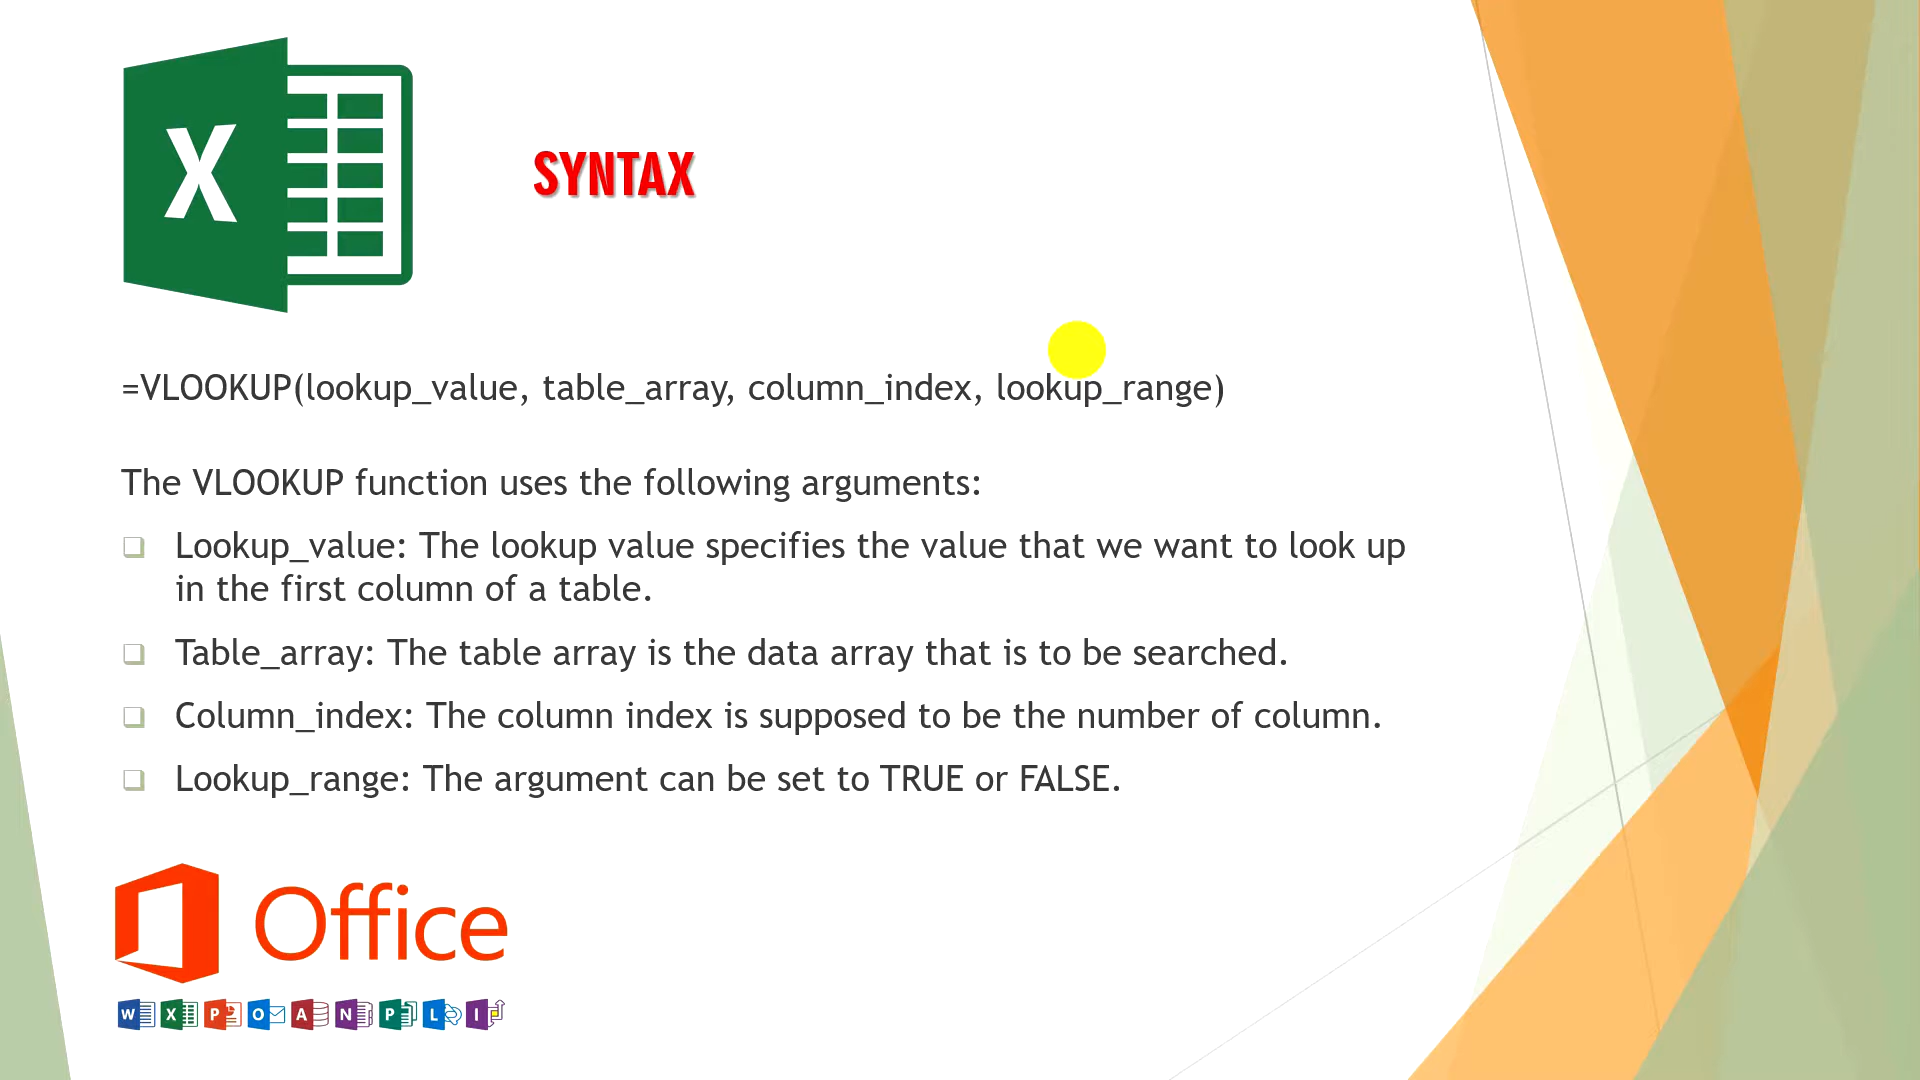 X
SYNTAX
=VLOOKUP(lookup_value, table_array, column_index, lookup_range)
The VLOOKUP function uses the following arguments:
Lookup_value: The lookup value specifies the value that we want to look up
in the first column of a table.
Table_array: The table array is the data array that is to be searched.
Column_index: The column index is supposed to be the number of column.
Lookup_range: The argument can be set to TRUE or FALSE.
Office
W X P O A N P L I